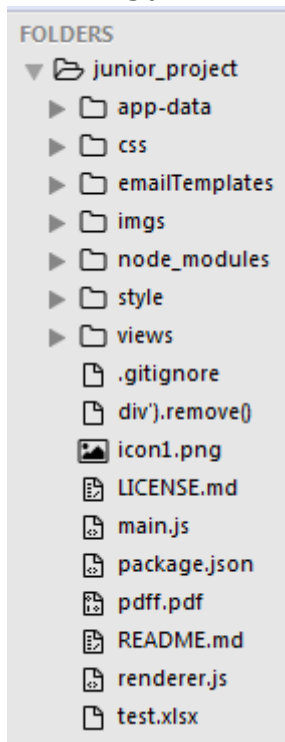 FOLDERS
junior_project
app-data
css
emailTemplates
imgs
node_modules
style
views
.gitignore
div').remove()
icon1.png
LICENSE.md
main.js
package.json
pdff.pdf
README.md
renderer.js
test.xlsx